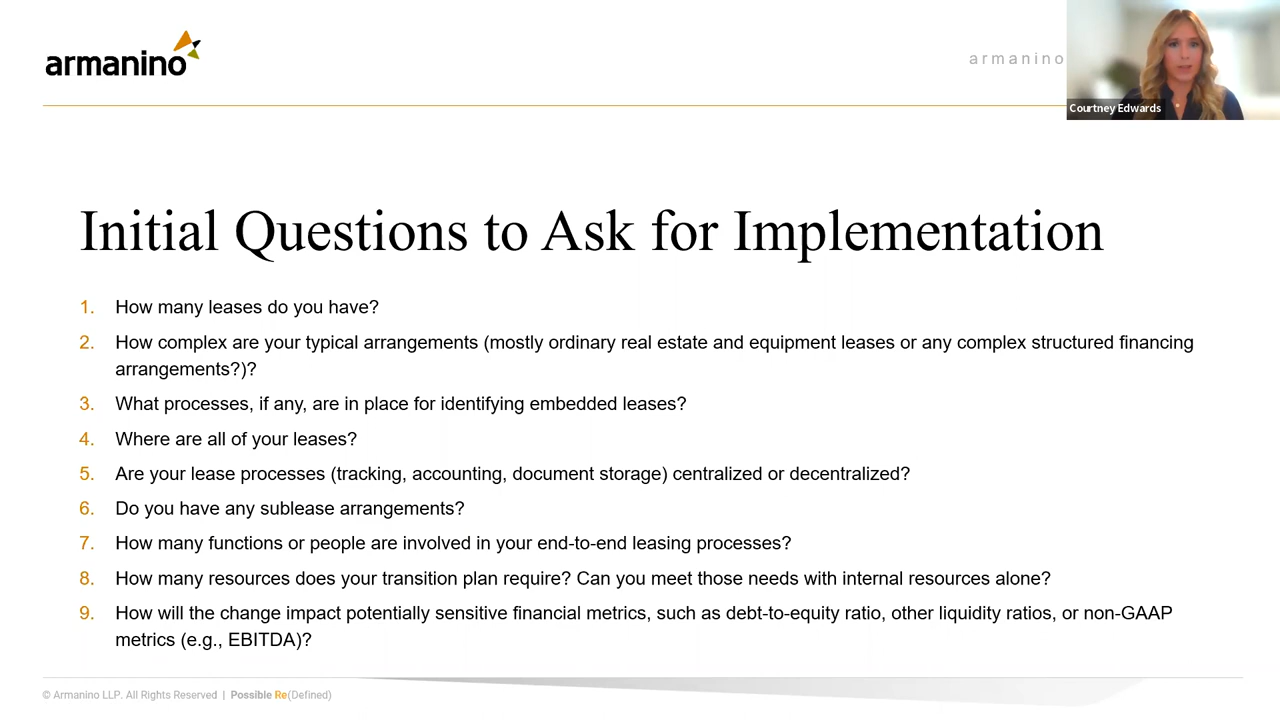 armanino
armanino
Courtney Edwards
Initial Questions to Ask for Implementation
1. How many leases do you have?
2. How complex are your typical arrangements (mostly ordinary real estate and equipment leases or any complex structured financing
arrangements?)?
3. What processes, if any, are in place for identifying embedded leases?
4. Where are all of your leases?
5. Are your lease processes (tracking, accounting, document storage) centralized or decentralized?
6. Do you have any sublease arrangements?
7. How many functions or people are involved in your end-to-end leasing processes?
8. How many resources does your transition plan require? Can you meet those needs with internal resources alone?
9. How will the change impact potentially sensitive financial metrics, such as debt-to-equity ratio, other liquidity ratios, or non-GAAP
metrics (e.g., EBITDA)?
© Armanino LLP. All Rights Reserved | Possible Re(Defined)